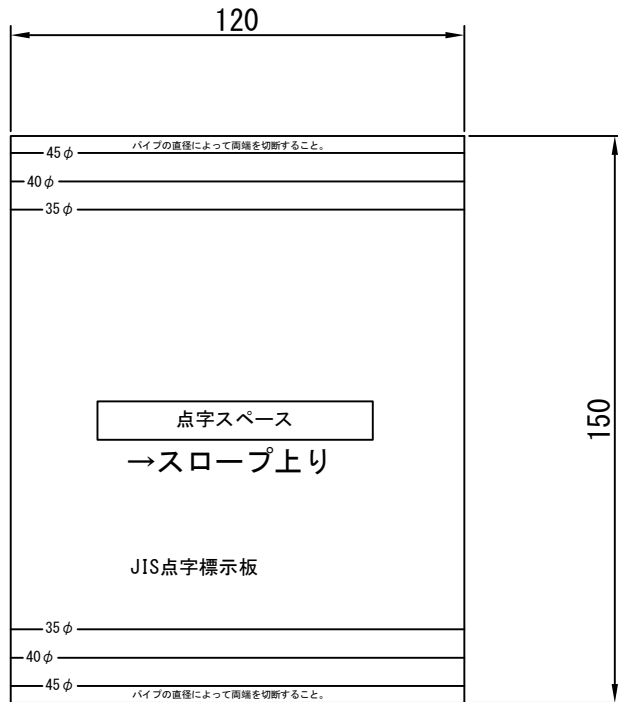 120
パイプの直径によって両端を切断すること。
45φ
40φ
35φ
点字スペース
150
→スロープ上り
JIS点字標示板
35φ
40φ
45φ
パイプの直径によって両端を切断すること。